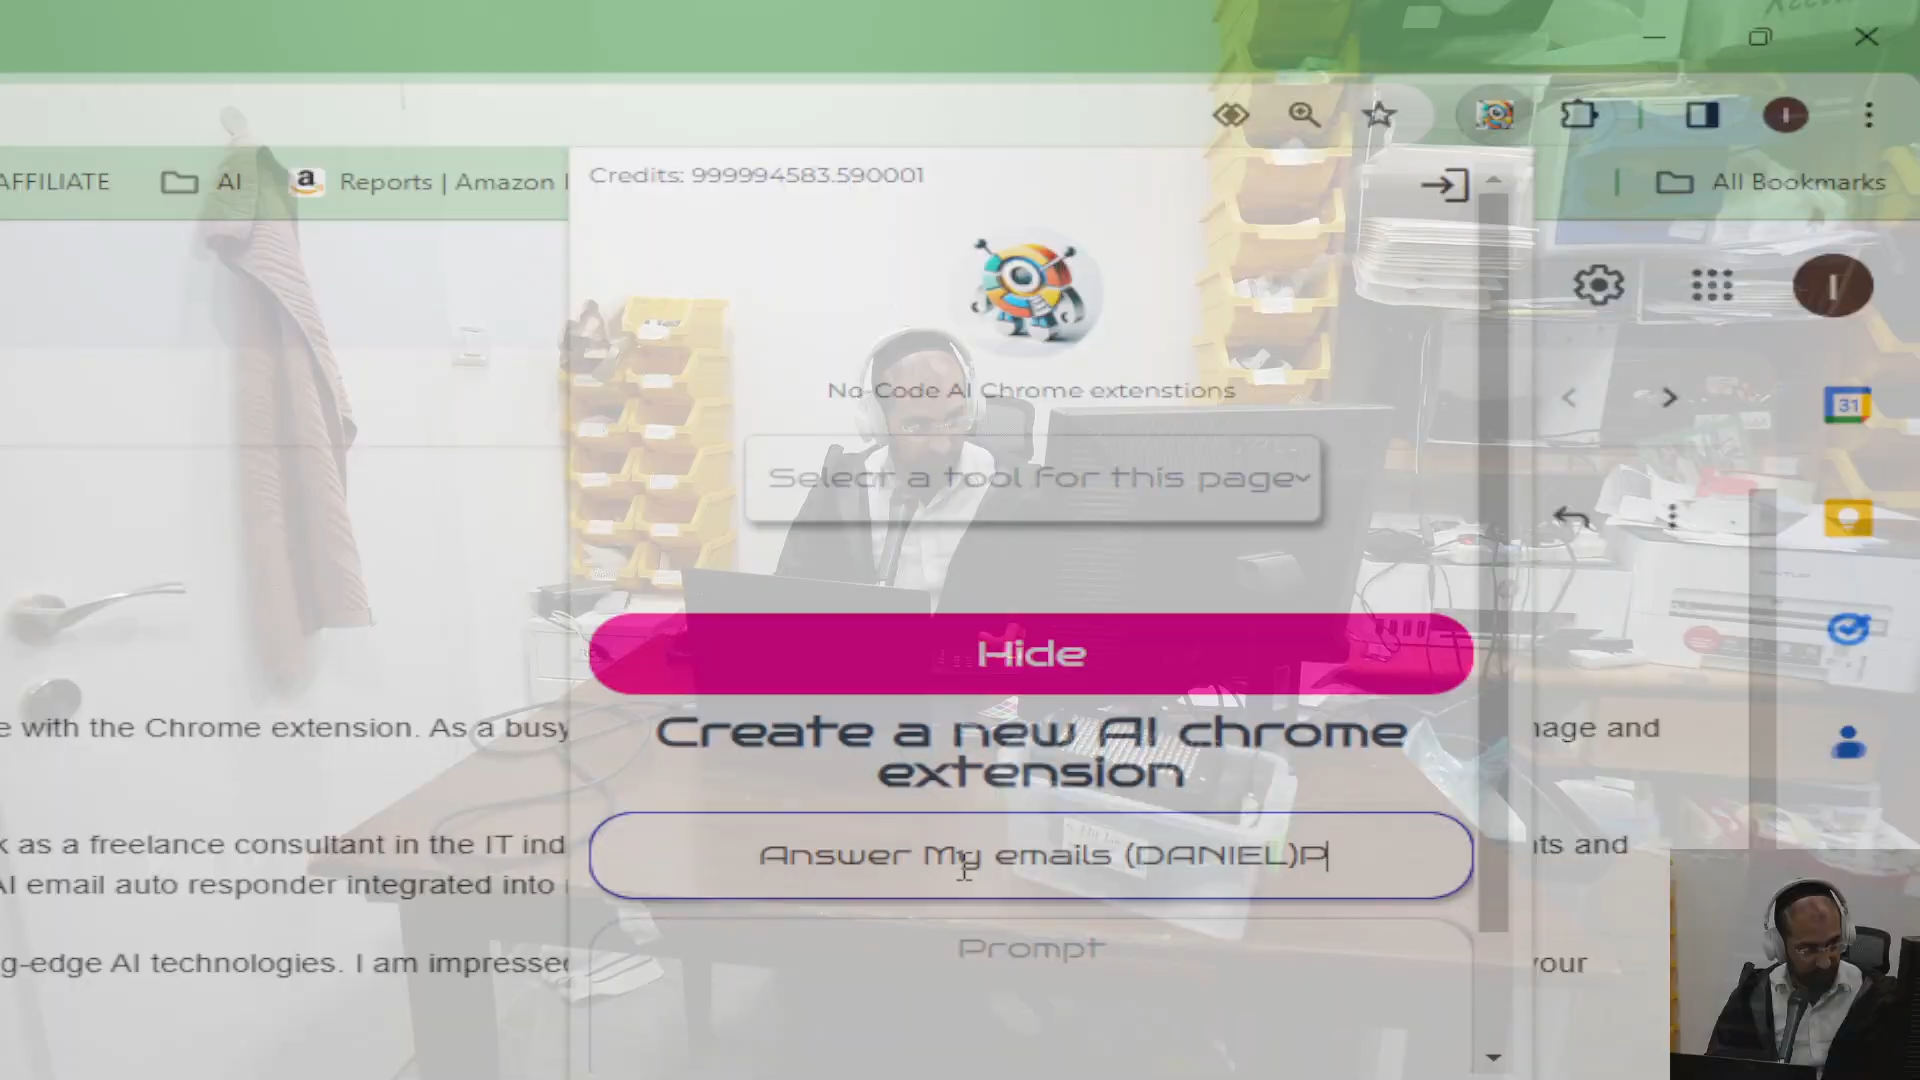 AFFILIATE
AI
Reports | Amazon
All Bookmarks
Credits: 999994583.590001
No-Code AI Chrome extenstions
31
Select a tool for this page
Hide
e with the Chrome extension. As a busy
nage and
Create a new AI chrome
extension
k as a freelance consultant in the IT ind
nts and
Answer My emails (DANIEL)P
AI email auto responder integrated into
Prompt
g-edge AI technologies. I am impressed
your